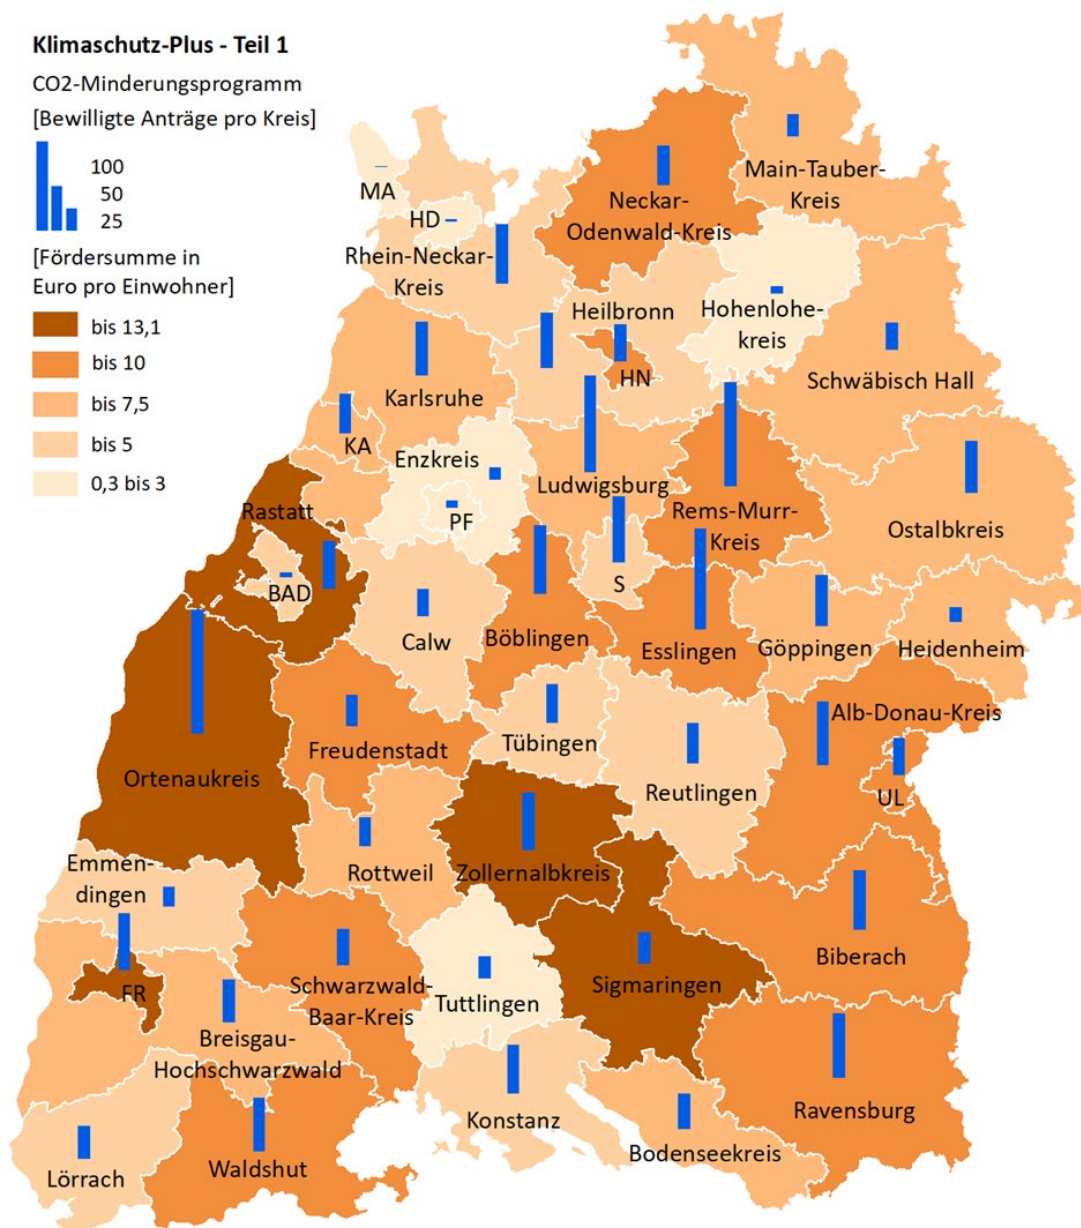 Klimaschutz-Plus - Teil 1
CO2-Minderungsprogramm
[Bewilligte Anträge pro Kreis]
100
50
25
[Fördersumme in
Euro pro Einwohner]
bis 13,1
bis 10
bis 7,5
bis 5
0,3 bis 3
Main-Tauber-
Kreis
MA
Neckar-
Odenwald-Kreis
HD
Rhein-Neckar-
Kreis
Heilbronn
Hohenlohe-
kreis
HN
Schwäbisch Hall
Karlsruhe
KA
Enzkreis
Ludwigsburg
Rastatt
PF
Rems-Murr-
Kreis
Ostalbkreis
BAD
S
Calw
Böblingen
Esslingen
Göppingen
Heidenheim
Alb-Donau-Kreis
Freudenstadt
Tübingen
Ortenaukreis
Reutlingen
UL
Emmen-
dingen
Rottweil
Zollernalbkreis
Biberach
FR
Schwarzwald-
Baar-Kreis
Tuttlingen
Sigmaringen
Breisgau-
Hochschwarzwald
Konstanz
Ravensburg
Bodenseekreis
Lörrach
Waldshut